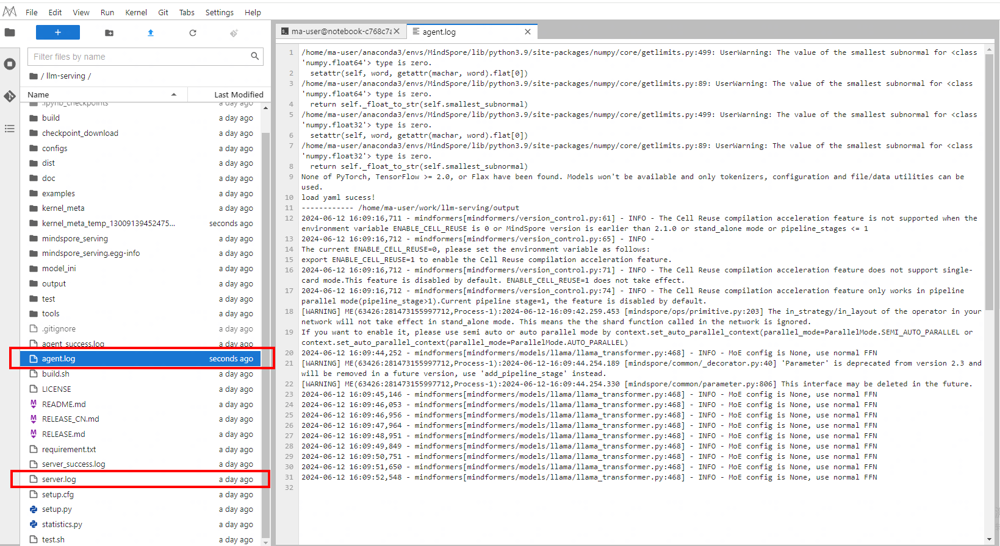 File Edit View Run Kernel Git Tabs Settings Help
ma-user@notebook-c768c7a
agent.log
Filter files by name
/ llm-serving /
Name Last Modified
.ipynb_checkpoints a day ago
build a day ago
checkpoint_download a day ago
configs a day ago
dist a day ago
doc a day ago
examples a day ago
kernel_meta a day ago
kernel_meta_temp_13009139452475... seconds ago
mindspore_serving a day ago
mindspore_serving.egg-info a day ago
model_ini a day ago
output a day ago
test a day ago
tools a day ago
.gitignore a day ago
agent_success.log a day ago
agent.log seconds ago
build.sh a day ago
LICENSE a day ago
README.md a day ago
RELEASE_CN.md a day ago
RELEASE.md a day ago
requirement.txt a day ago
server_success.log a day ago
server.log a day ago
setup.cfg a day ago
setup.py a day ago
statistics.py a day ago
test.sh a day ago
1 /home/ma-user/anaconda3/envs/MindSpore/lib/python3.9/site-packages/numpy/core/getlimits.py:499: UserWarning: The value of the smallest subnormal for <class
'numpy.float64'> type is zero.
2 setattr(self, word, getattr(machar, word).flat[0])
3 /home/ma-user/anaconda3/envs/MindSpore/lib/python3.9/site-packages/numpy/core/getlimits.py:89: UserWarning: The value of the smallest subnormal for <class
'numpy.float64'> type is zero.
4 return self._float_to_str(self.smallest_subnormal)
5 /home/ma-user/anaconda3/envs/MindSpore/lib/python3.9/site-packages/numpy/core/getlimits.py:499: UserWarning: The value of the smallest subnormal for <class
'numpy.float32'> type is zero.
6 setattr(self, word, getattr(machar, word).flat[0])
7 /home/ma-user/anaconda3/envs/MindSpore/lib/python3.9/site-packages/numpy/core/getlimits.py:89: UserWarning: The value of the smallest subnormal for <class
'numpy.float32'> type is zero.
8 return self._float_to_str(self.smallest_subnormal)
9 None of PyTorch, TensorFlow >= 2.0, or Flax have been found. Models won't be available and only tokenizers, configuration and file/data utilities can be
used.
10 load yaml sucess!
11 ------------ /home/ma-user/work/llm-serving/output
12 2024-06-12 16:09:16,711 - mindformers[mindformers/version_control.py:61] - INFO - The Cell Reuse compilation acceleration feature is not supported when the
environment variable ENABLE_CELL_REUSE is 0 or MindSpore version is earlier than 2.1.0 or stand_alone mode or pipeline_stages <= 1
13 2024-06-12 16:09:16,712 - mindformers[mindformers/version_control.py:65] - INFO -
14 The current ENABLE_CELL_REUSE=0, please set the environment variable as follows:
15 export ENABLE_CELL_REUSE=1 to enable the Cell Reuse compilation acceleration feature.
16 2024-06-12 16:09:16,712 - mindformers[mindformers/version_control.py:71] - INFO - The Cell Reuse compilation acceleration feature does not support single-
card mode.This feature is disabled by default. ENABLE_CELL_REUSE=1 does not take effect.
17 2024-06-12 16:09:16,712 - mindformers[mindformers/version_control.py:74] - INFO - The Cell Reuse compilation acceleration feature only works in pipeline
parallel mode(pipeline_stage>1).Current pipeline stage=1, the feature is disabled by default.
18 [WARNING] ME(63426:281473155997712,Process-1):2024-06-12-16:09:42.259.453 [mindspore/ops/primitive.py:203] The in_strategy/in_layout of the operator in your
network will not take effect in stand_alone mode. This means the the shard function called in the network is ignored.
19 If you want to enable it, please use semi auto or auto parallel mode by context.set_auto_parallel_context(parallel_mode=ParallelMode.SEMI_AUTO_PARALLEL or
context.set_auto_parallel_context(parallel_mode=ParallelMode.AUTO_PARALLEL)
20 2024-06-12 16:09:44,252 - mindformers[mindformers/models/llama/llama_transformer.py:468] - INFO - MoE config is None, use normal FFN
21 [WARNING] ME(63426:281473155997712,Process-1):2024-06-12-16:09:44.254.189 [mindspore/common/_decorator.py:40] 'Parameter' is deprecated from version 2.3 and
will be removed in a future version, use 'add_pipeline_stage' instead.
22 [WARNING] ME(63426:281473155997712,Process-1):2024-06-12-16:09:44.254.330 [mindspore/common/parameter.py:806] This interface may be deleted in the future.
23 2024-06-12 16:09:45,146 - mindformers[mindformers/models/llama/llama_transformer.py:468] - INFO - MoE config is None, use normal FFN
24 2024-06-12 16:09:46,053 - mindformers[mindformers/models/llama/llama_transformer.py:468] - INFO - MoE config is None, use normal FFN
25 2024-06-12 16:09:46,956 - mindformers[mindformers/models/llama/llama_transformer.py:468] - INFO - MoE config is None, use normal FFN
26 2024-06-12 16:09:47,964 - mindformers[mindformers/models/llama/llama_transformer.py:468] - INFO - MoE config is None, use normal FFN
27 2024-06-12 16:09:48,951 - mindformers[mindformers/models/llama/llama_transformer.py:468] - INFO - MoE config is None, use normal FFN
28 2024-06-12 16:09:49,849 - mindformers[mindformers/models/llama/llama_transformer.py:468] - INFO - MoE config is None, use normal FFN
29 2024-06-12 16:09:50,751 - mindformers[mindformers/models/llama/llama_transformer.py:468] - INFO - MoE config is None, use normal FFN
30 2024-06-12 16:09:51,650 - mindformers[mindformers/models/llama/llama_transformer.py:468] - INFO - MoE config is None, use normal FFN
31 2024-06-12 16:09:52,548 - mindformers[mindformers/models/llama/llama_transformer.py:468] - INFO - MoE config is None, use normal FFN
32